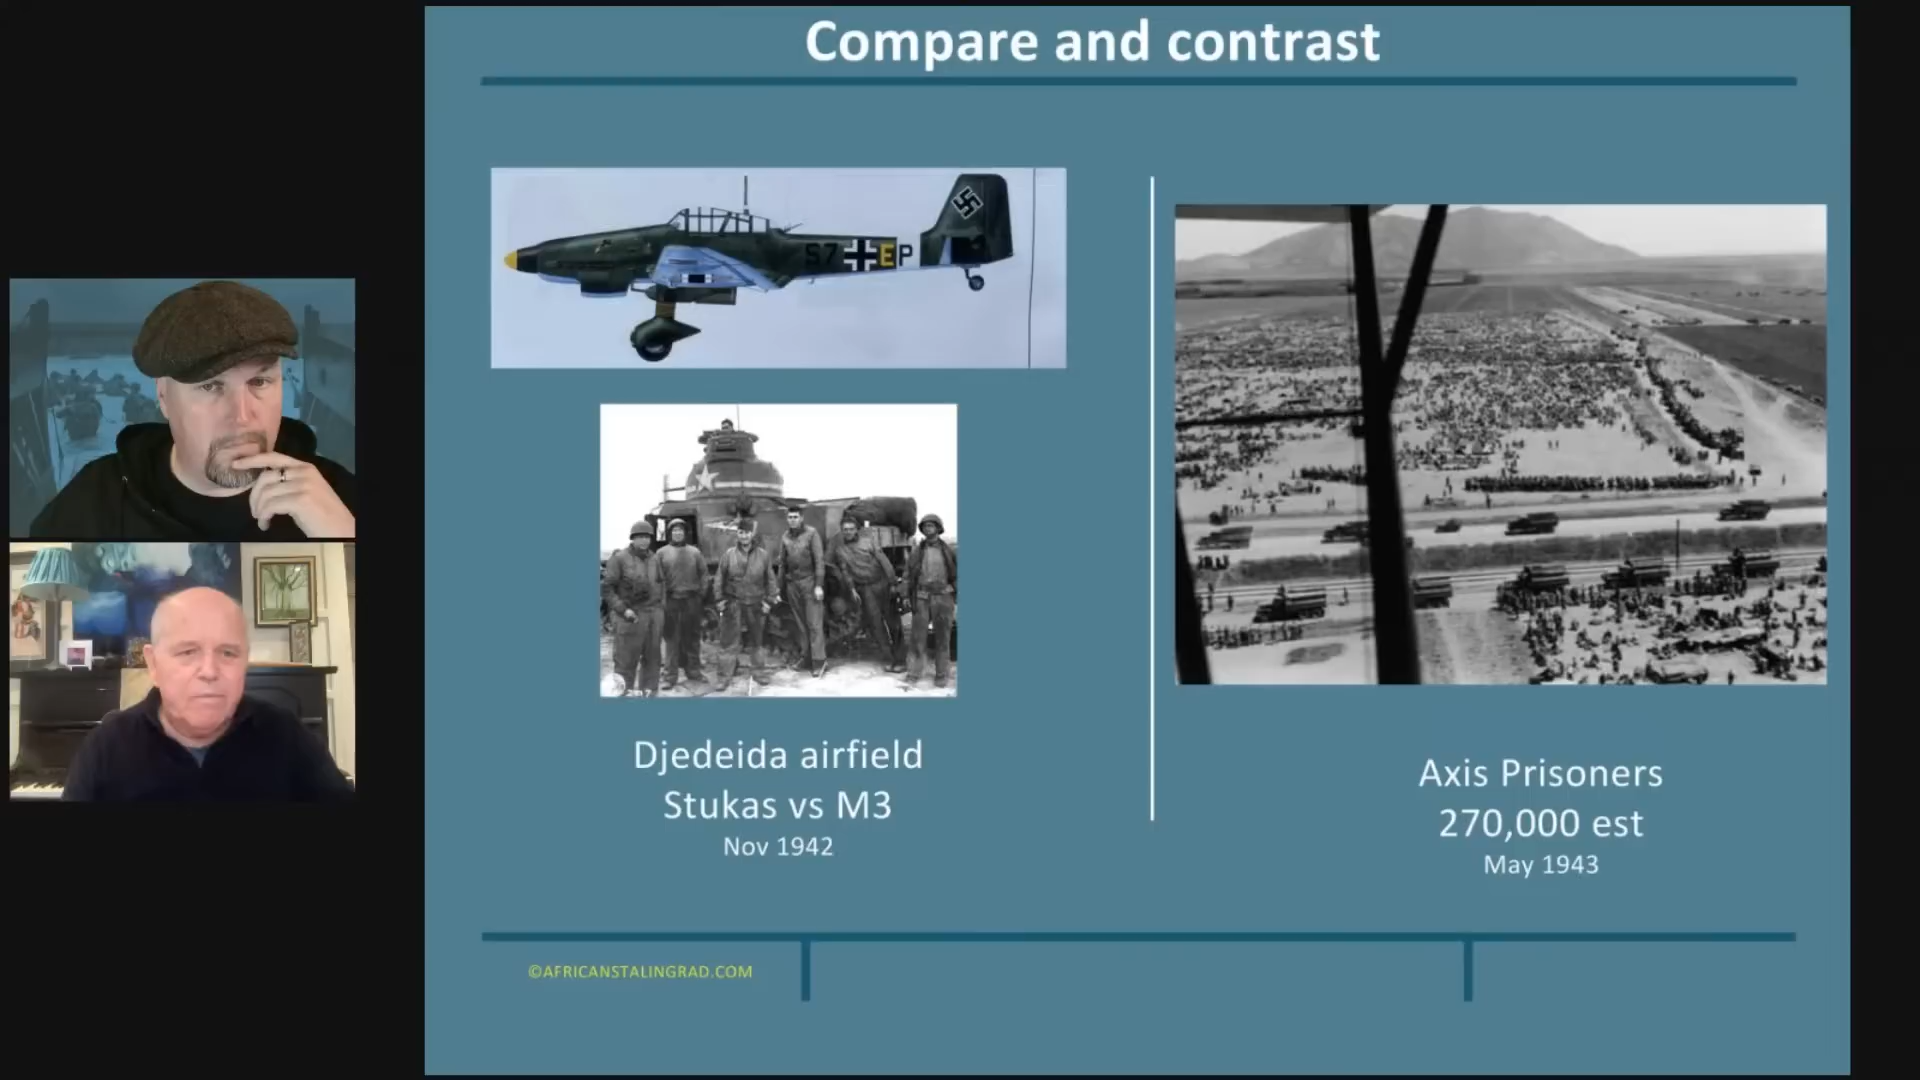 Compare and contrast
S7 EP
Djedeida airfield
Stukas vs M3
Nov 1942
Axis Prisoners
270,000 est
May 1943
©AFRICANSTALINGRAD.COM